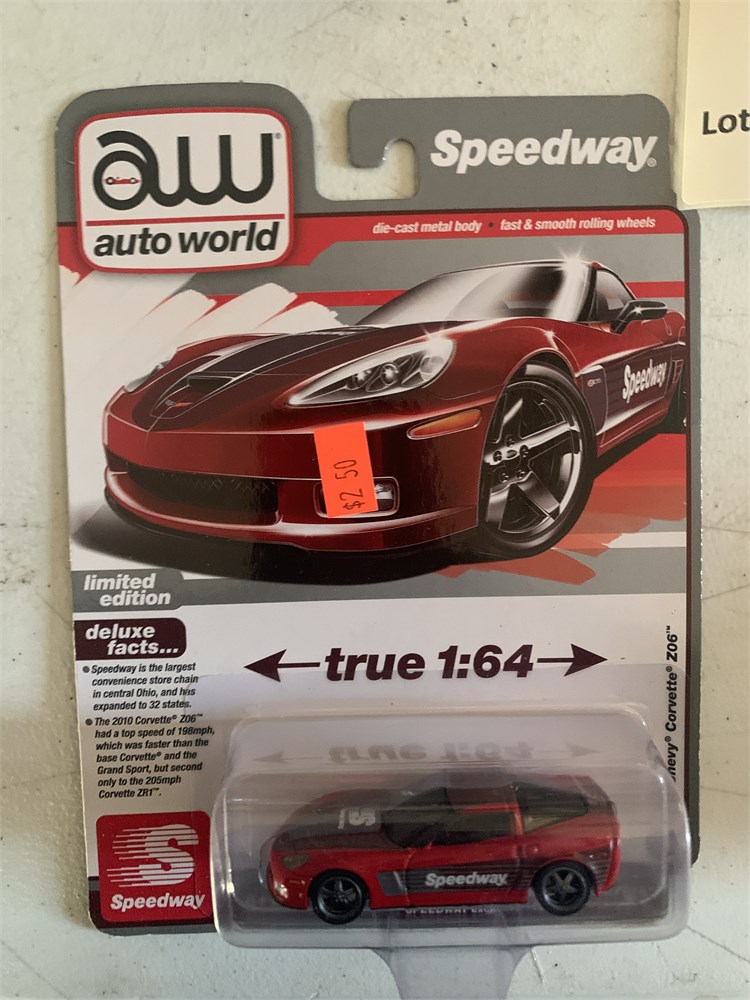 Lot
aw®
auto world
Speedway®
die-cast metal body • fast & smooth rolling wheels
Speedway
$2.50
limited
edition
deluxe
facts...
• Speedway is the largest
convenience store chain
in central Ohio, and has
expanded to 32 states.
• The 2010 Corvette® Z06™
had a top speed of 198mph,
which was faster than the
base Corvette® and the
Grand Sport, but second
only to the 205mph
Corvette ZR1™.
true 1:64
Corvette® Z06™
true 1:64
S
Speedway
S
Speedway